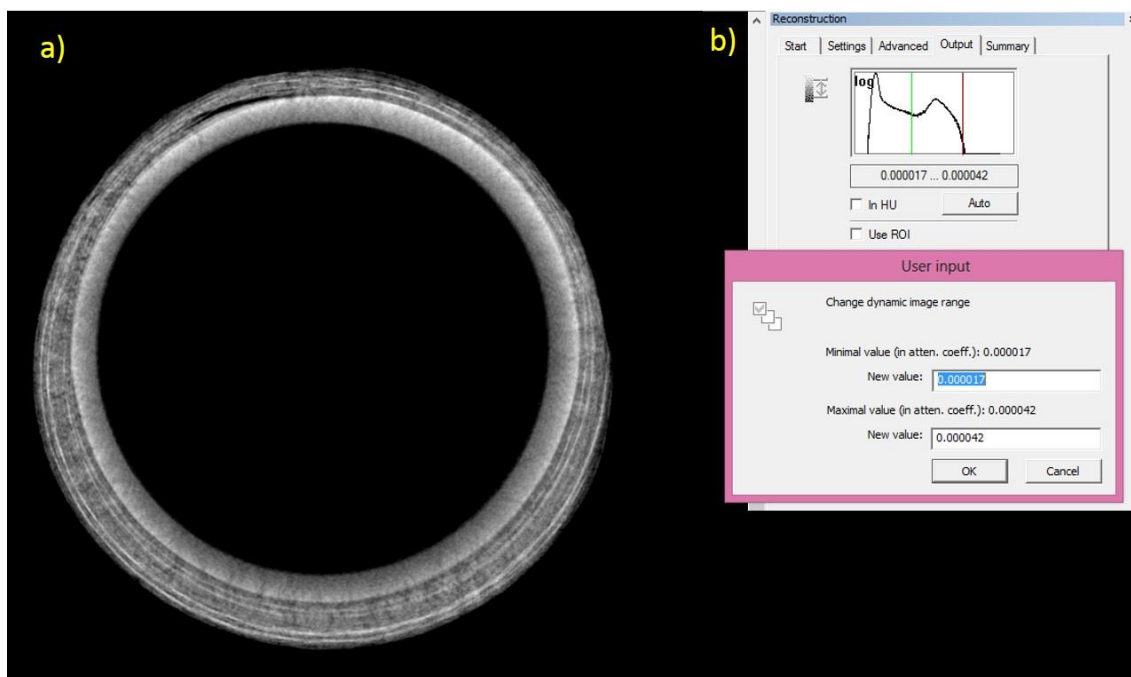 a)
b)
Reconstruction
Start Settings Advanced Output Summary
log
0.000017 ... 0.000042
In HU Auto
Use ROI
User input
Change dynamic image range
Minimal value (in atten. coeff.): 0.000017
New value: 0.000017
Maximal value (in atten. coeff.): 0.000042
New value: 0.000042
OK Cancel